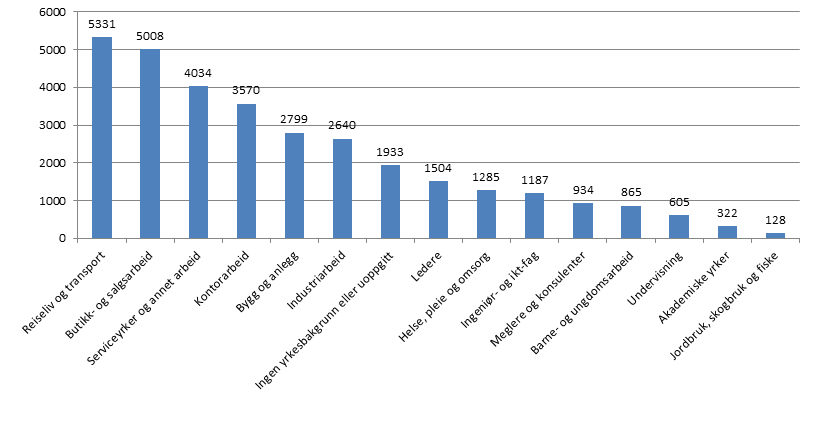 6000
5000
4000
3000
2000
1000
0
5331
5008
4034
3570
2799
2640
1933
1504
1285
1187
934
865
605
322
128
Reiseliv og transport
Butikk- og salgsarbeid
Serviceyrker og annet arbeid
Kontorarbeid
Bygg og anlegg
Industriarbeid
Ingen yrkesbakgrunn eller uoppgitt
Ledere
Helse, pleie og omsorg
Ingeniør- og ikt-fag
Meglere og konsulenter
Barne- og ungdomsarbeid
Undervisning
Akademiske yrker
Jordbruk, skogbruk og fiske